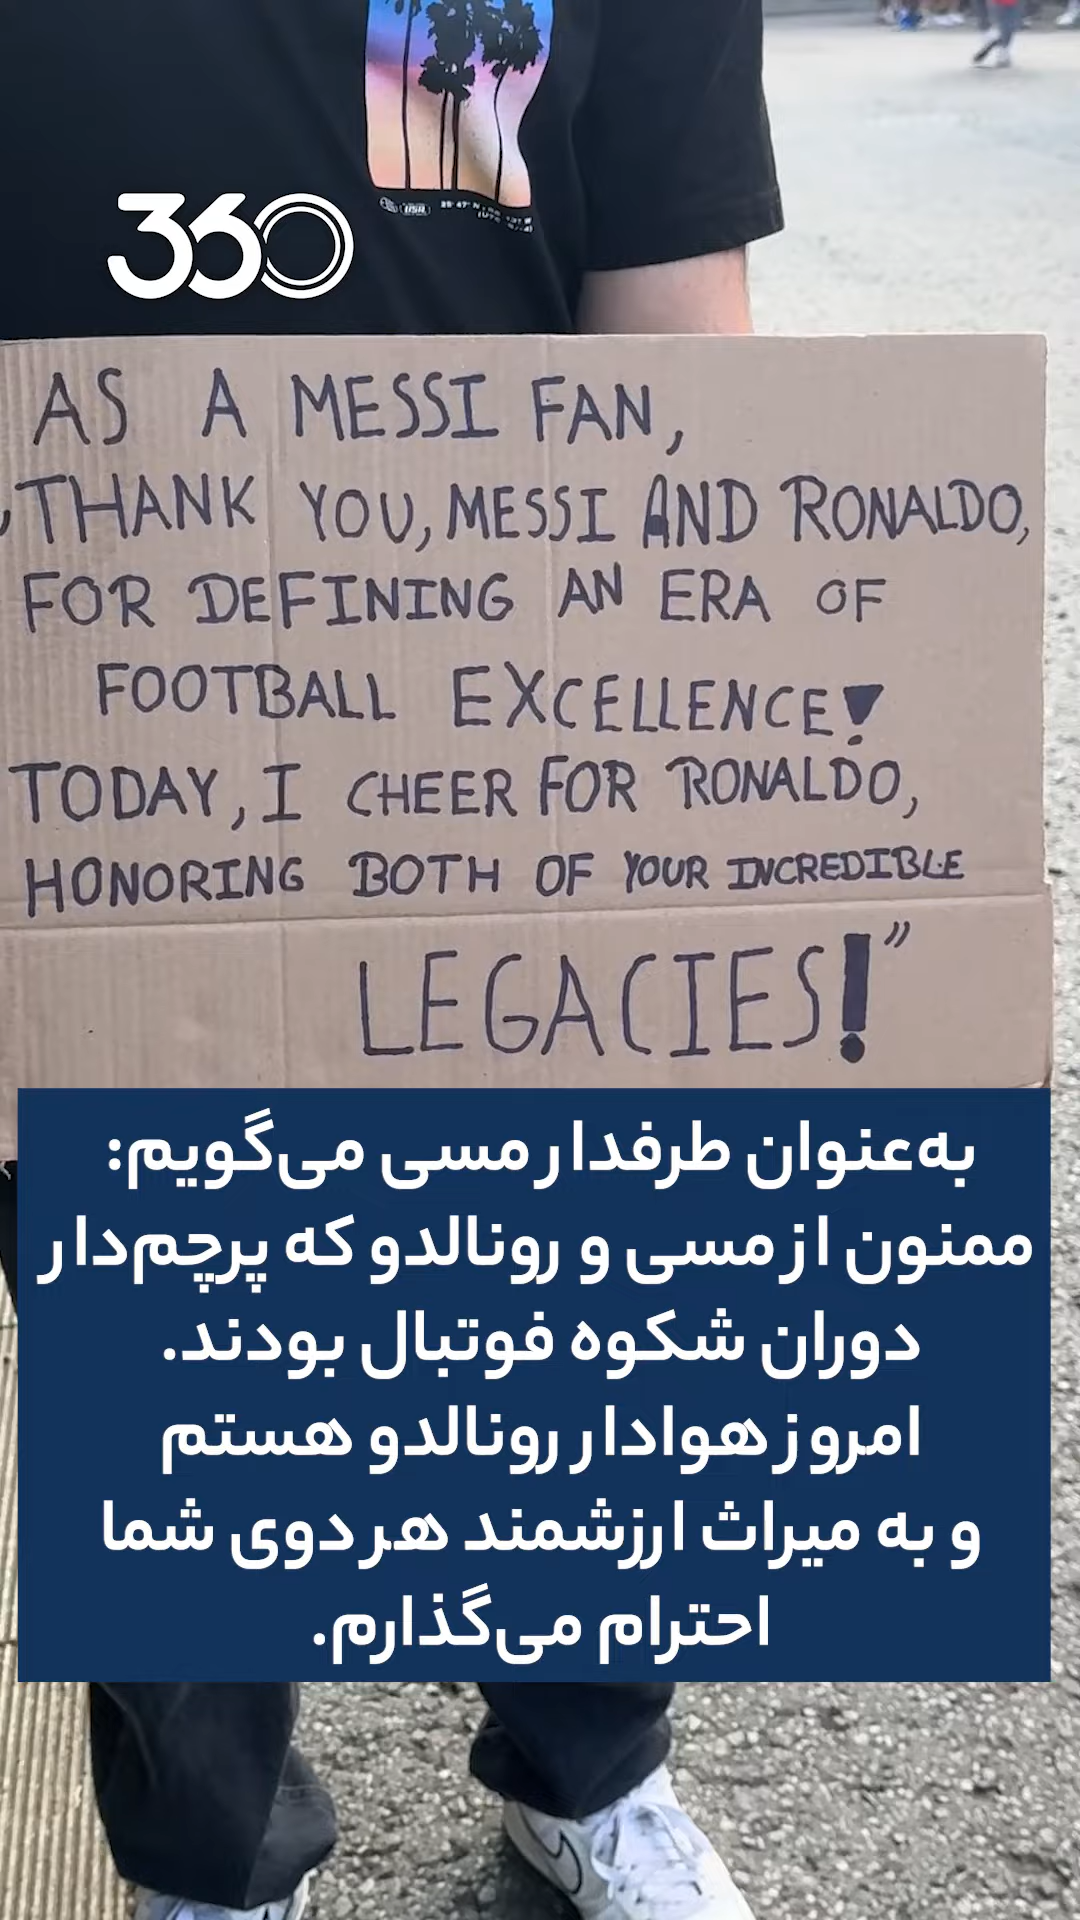 360
AS A MESSI FAN,
THANK YOU, MESSI AND RONALDO,
FOR DEFINING AN ERA OF
FOOTBALL EXCELLENCE!
TODAY, I CHEER FOR RONALDO,
HONORING BOTH OF YOUR INCREDIBLE
LEGACIES!”
به‌عنوان طرفدار مسی می‌گویم:
ممنون از مسی و رونالدو که پرچم‌دار
دوران شکوه فوتبال بودند.
امروز هوادار رونالدو هستم
و به میراث ارزشمند هر دوی شما
احترام می‌گذارم.